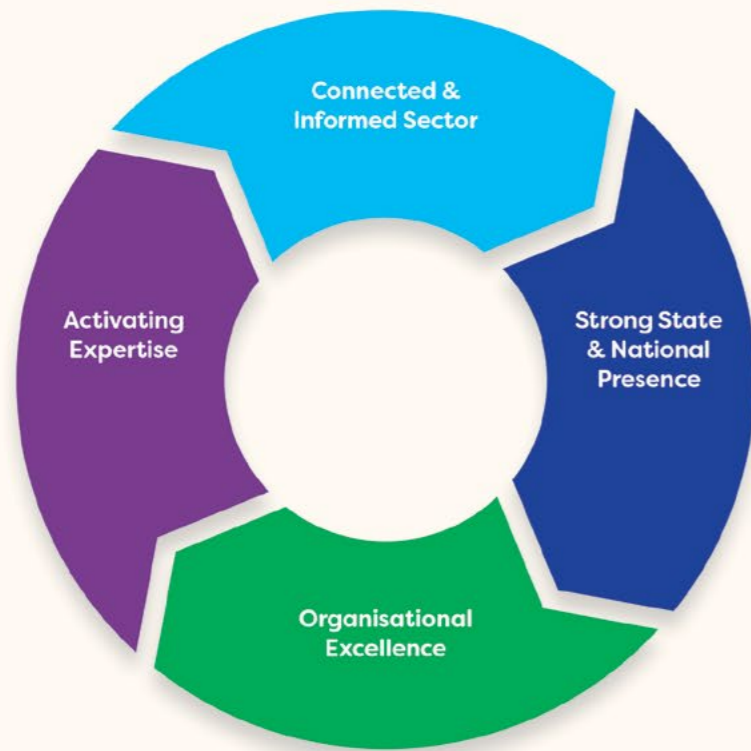 Connected &
Informed Sector
Strong State
& National
Presence
Organisational
Excellence
Activating
Expertise